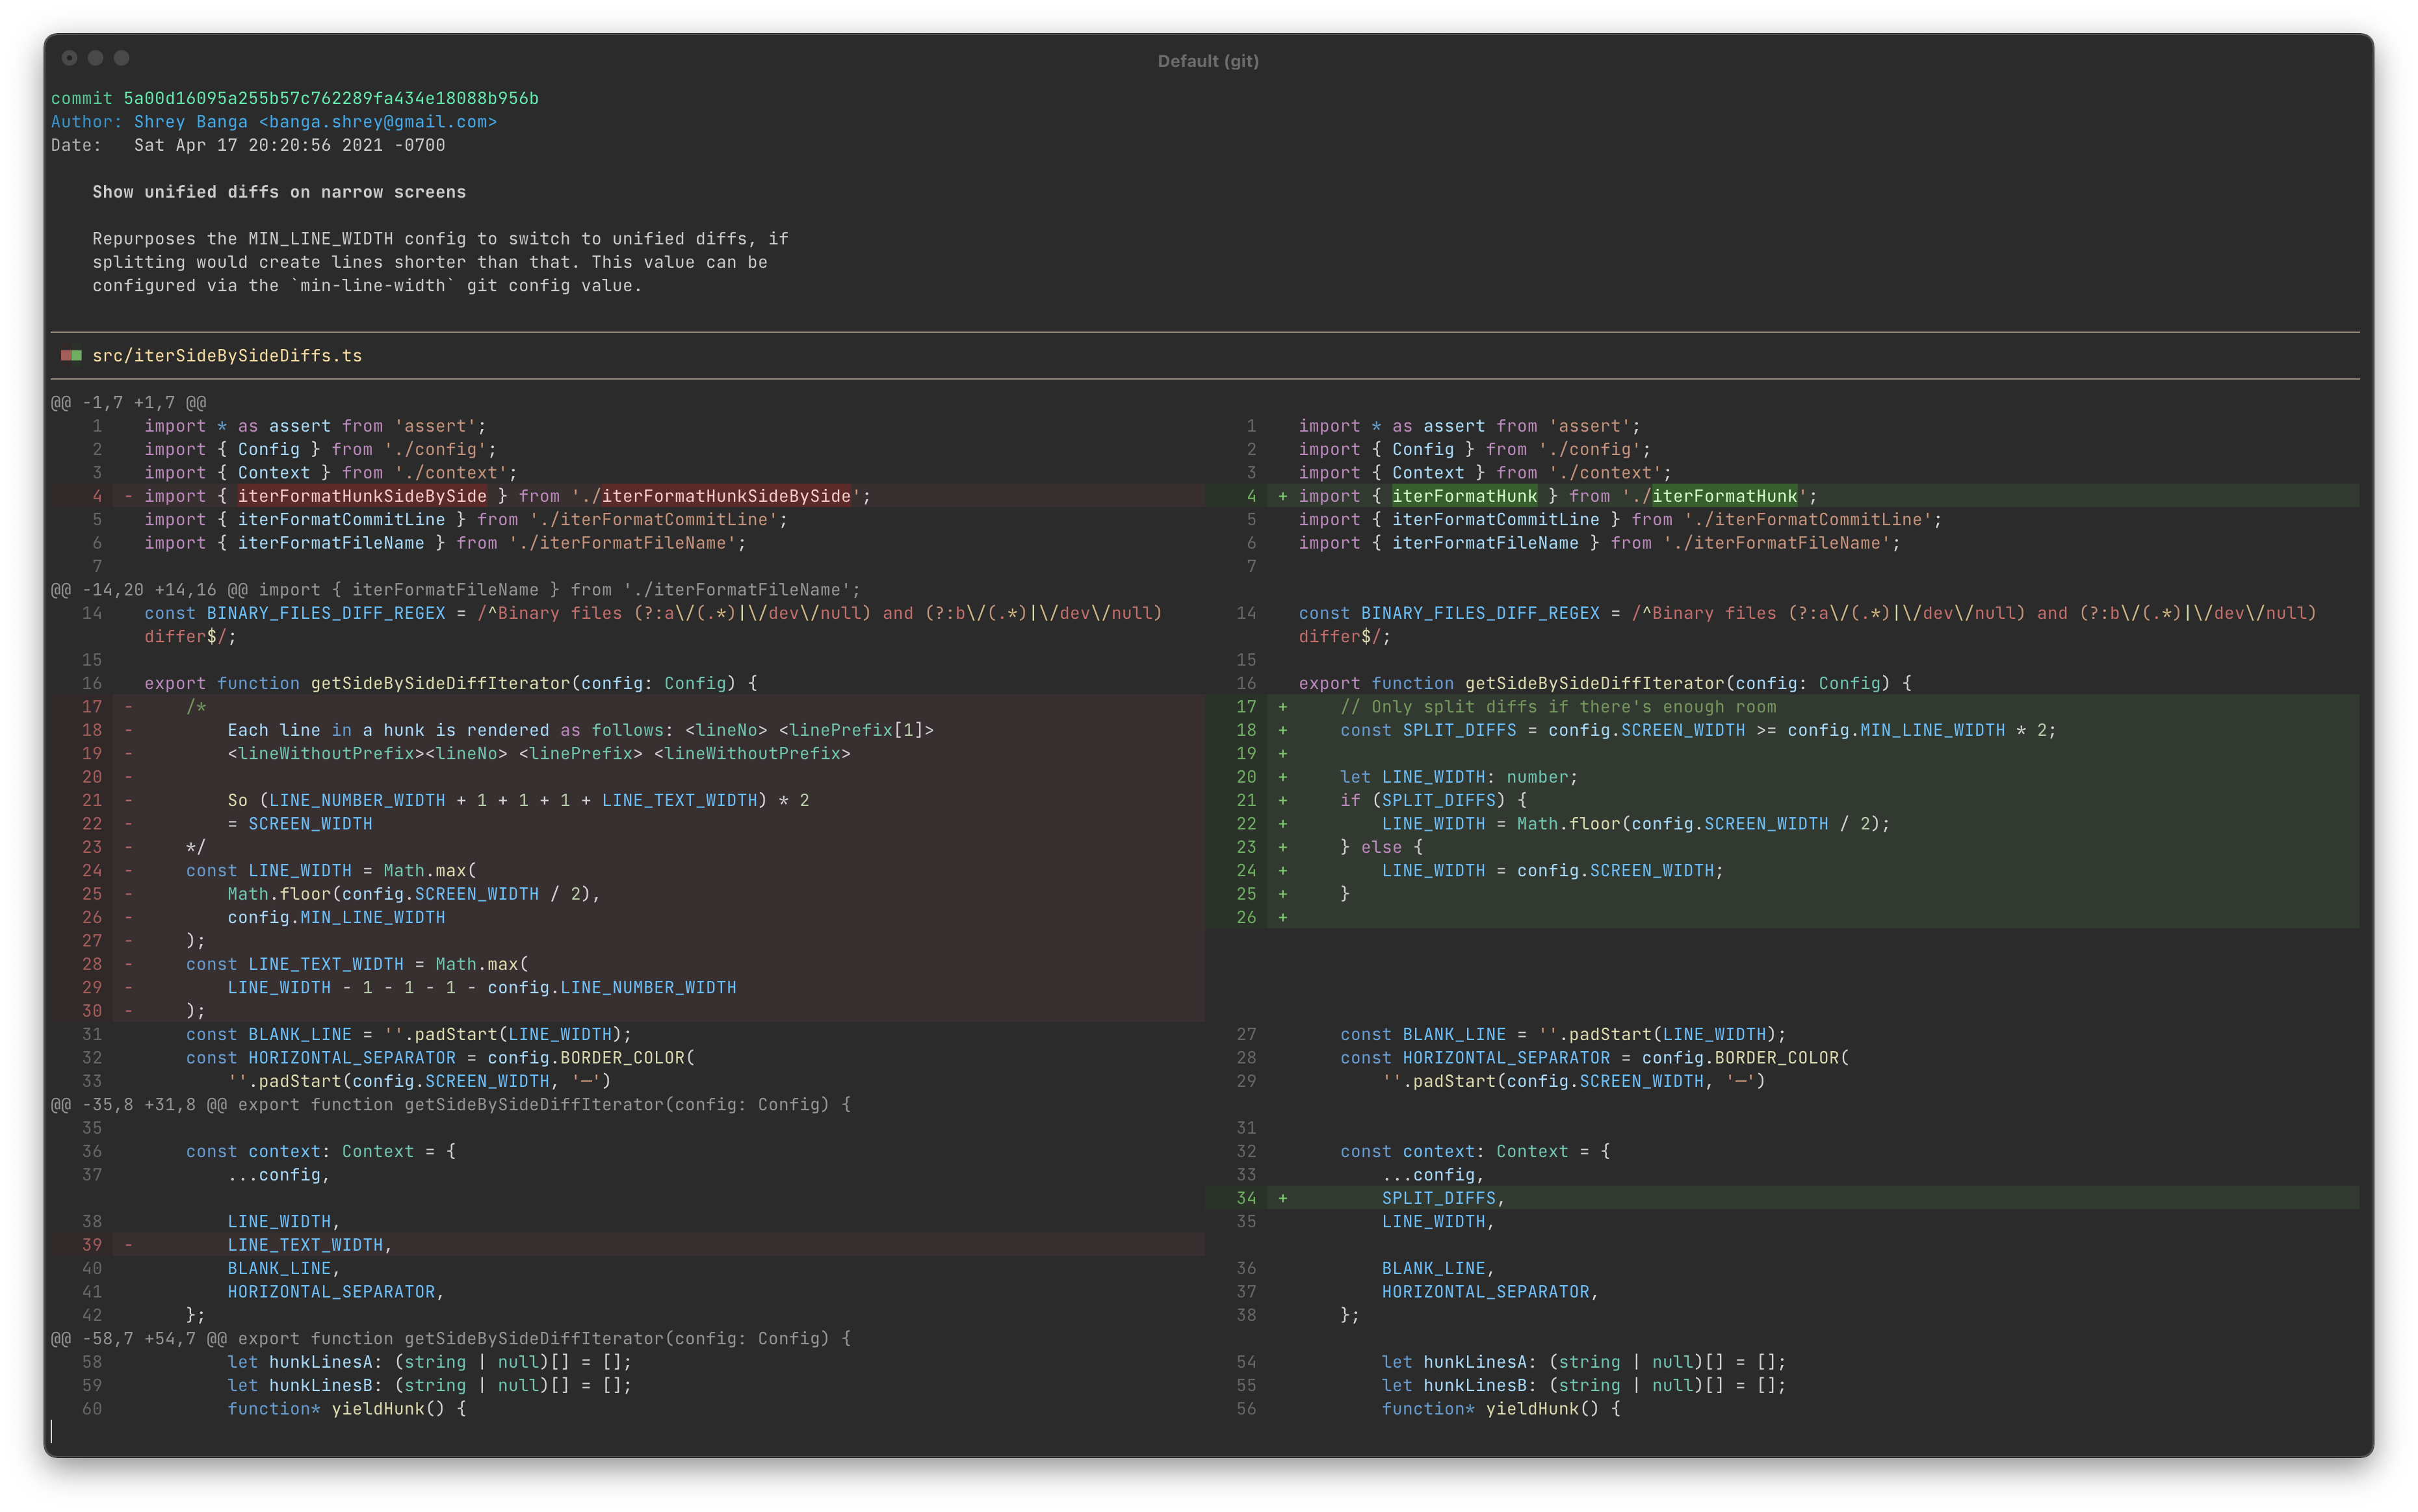 Default (git)
commit 5a00d16095a255b57c762289fa434e18088b956b
Author: Shrey Banga <banga.shrey@gmail.com>
Date:   Sat Apr 17 20:20:56 2021 -0700
Show unified diffs on narrow screens
Repurposes the MIN_LINE_WIDTH config to switch to unified diffs, if
splitting would create lines shorter than that. This value can be
configured via the `min-line-width` git config value.
src/iterSideBySideDiffs.ts
@@ -1,7 +1,7 @@
1 import * as assert from 'assert'; 1 import * as assert from 'assert';
2 import { Config } from './config'; 2 import { Config } from './config';
3 import { Context } from './context'; 3 import { Context } from './context';
4 - import { iterFormatHunkSideBySide } from './iterFormatHunkSideBySide'; 4 + import { iterFormatHunk } from './iterFormatHunk';
5 import { iterFormatCommitLine } from './iterFormatCommitLine'; 5 import { iterFormatCommitLine } from './iterFormatCommitLine';
6 import { iterFormatFileName } from './iterFormatFileName'; 6 import { iterFormatFileName } from './iterFormatFileName';
7 7
@@ -14,20 +14,16 @@ import { iterFormatFileName } from './iterFormatFileName';
14 const BINARY_FILES_DIFF_REGEX = /^Binary files (?:a\/(.*)|\/dev\/null) and (?:b\/(.*)|\/dev\/null) 14 const BINARY_FILES_DIFF_REGEX = /^Binary files (?:a\/(.*)|\/dev\/null) and (?:b\/(.*)|\/dev\/null)
differ$/; differ$/;
15 15
16 export function getSideBySideDiffIterator(config: Config) { 16 export function getSideBySideDiffIterator(config: Config) {
17 - /* 17 + // Only split diffs if there's enough room
18 - Each line in a hunk is rendered as follows: <lineNo> <linePrefix[1]> 18 + const SPLIT_DIFFS = config.SCREEN_WIDTH >= config.MIN_LINE_WIDTH * 2;
19 - <lineWithoutPrefix><lineNo> <linePrefix> <lineWithoutPrefix> 19 +
20 - 20 + let LINE_WIDTH: number;
21 - So (LINE_NUMBER_WIDTH + 1 + 1 + 1 + LINE_TEXT_WIDTH) * 2 21 + if (SPLIT_DIFFS) {
22 - = SCREEN_WIDTH 22 + LINE_WIDTH = Math.floor(config.SCREEN_WIDTH / 2);
23 - */ 23 + } else {
24 - const LINE_WIDTH = Math.max( 24 + LINE_WIDTH = config.SCREEN_WIDTH;
25 - Math.floor(config.SCREEN_WIDTH / 2), 25 + }
26 - config.MIN_LINE_WIDTH 26 +
27 - );
28 - const LINE_TEXT_WIDTH = Math.max(
29 - LINE_WIDTH - 1 - 1 - 1 - config.LINE_NUMBER_WIDTH
30 - );
31 const BLANK_LINE = ''.padStart(LINE_WIDTH); 27 const BLANK_LINE = ''.padStart(LINE_WIDTH);
32 const HORIZONTAL_SEPARATOR = config.BORDER_COLOR( 28 const HORIZONTAL_SEPARATOR = config.BORDER_COLOR(
33 ''.padStart(config.SCREEN_WIDTH, '─') 29 ''.padStart(config.SCREEN_WIDTH, '─')
@@ -35,8 +31,8 @@ export function getSideBySideDiffIterator(config: Config) {
35 31
36 const context: Context = { 32 const context: Context = {
37 ...config, 33 ...config,
34 + SPLIT_DIFFS,
38 LINE_WIDTH, 35 LINE_WIDTH,
39 - LINE_TEXT_WIDTH,
40 BLANK_LINE, 36 BLANK_LINE,
41 HORIZONTAL_SEPARATOR, 37 HORIZONTAL_SEPARATOR,
42 }; 38 };
@@ -58,7 +54,7 @@ export function getSideBySideDiffIterator(config: Config) {
58 let hunkLinesA: (string | null)[] = []; 54 let hunkLinesA: (string | null)[] = [];
59 let hunkLinesB: (string | null)[] = []; 55 let hunkLinesB: (string | null)[] = [];
60 function* yieldHunk() { 56 function* yieldHunk() {